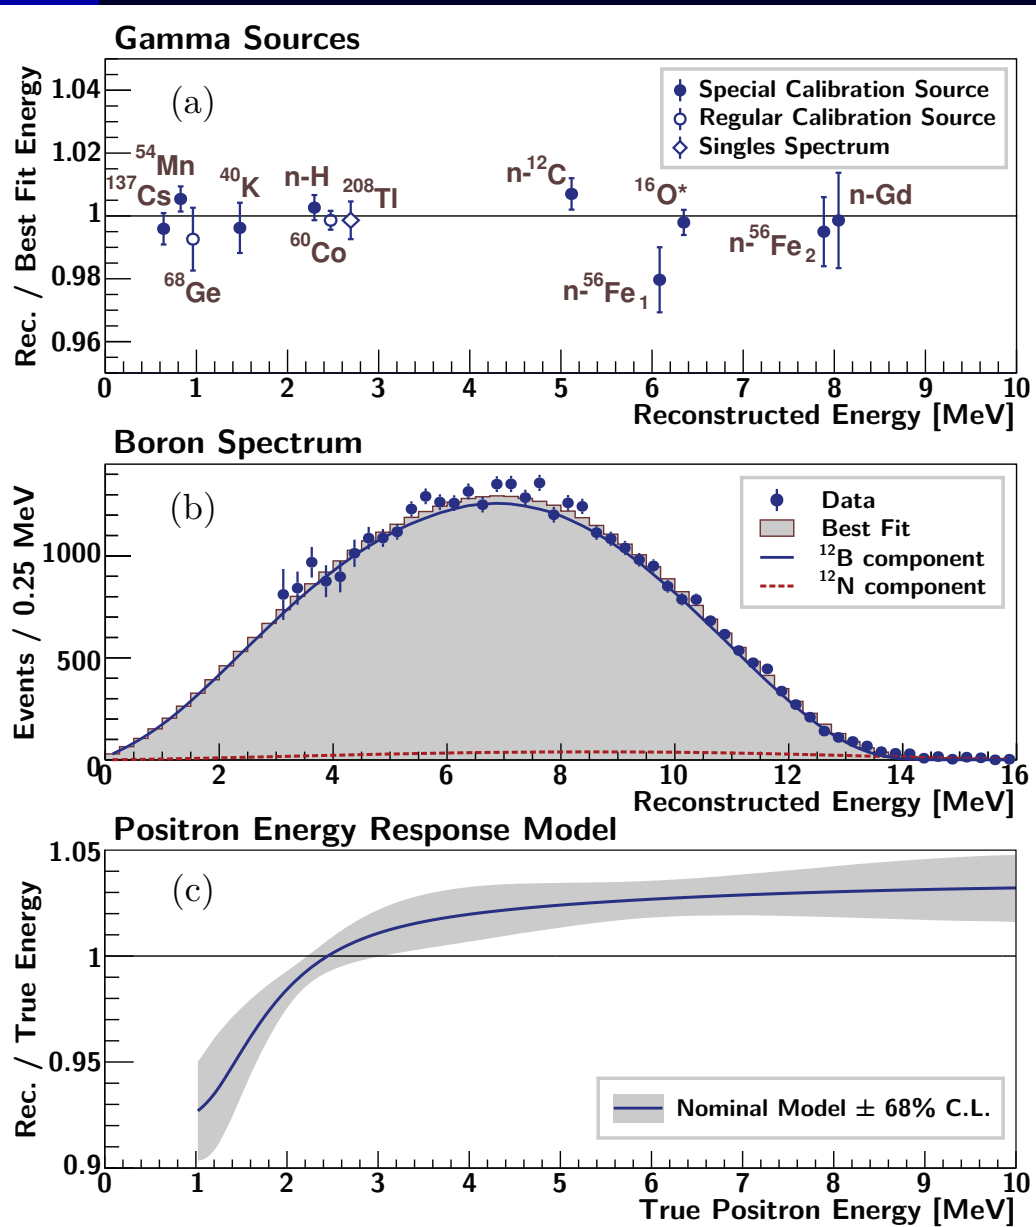 Gamma Sources
Rec. / Best Fit Energy
1.04
1.02
1
0.98
0.96
(a)
Special Calibration Source
Regular Calibration Source
Singles Spectrum
¹³⁷Cs
⁵⁴Mn
⁶⁸Ge
⁴⁰K
n-H
⁶⁰Co
²⁰⁸Tl
n-¹²C
n-⁵⁶Fe₁
¹⁶O*
n-⁵⁶Fe₂
n-Gd
0 1 2 3 4 5 6 7 8 9 10
Reconstructed Energy [MeV]
Boron Spectrum
Events / 0.25 MeV
1000
500
0
(b)
Data
Best Fit
¹²B component
¹²N component
0 2 4 6 8 10 12 14 16
Reconstructed Energy [MeV]
Positron Energy Response Model
Rec. / True Energy
1.05
1
0.95
0.9
(c)
Nominal Model ± 68% C.L.
0 1 2 3 4 5 6 7 8 9 10
True Positron Energy [MeV]